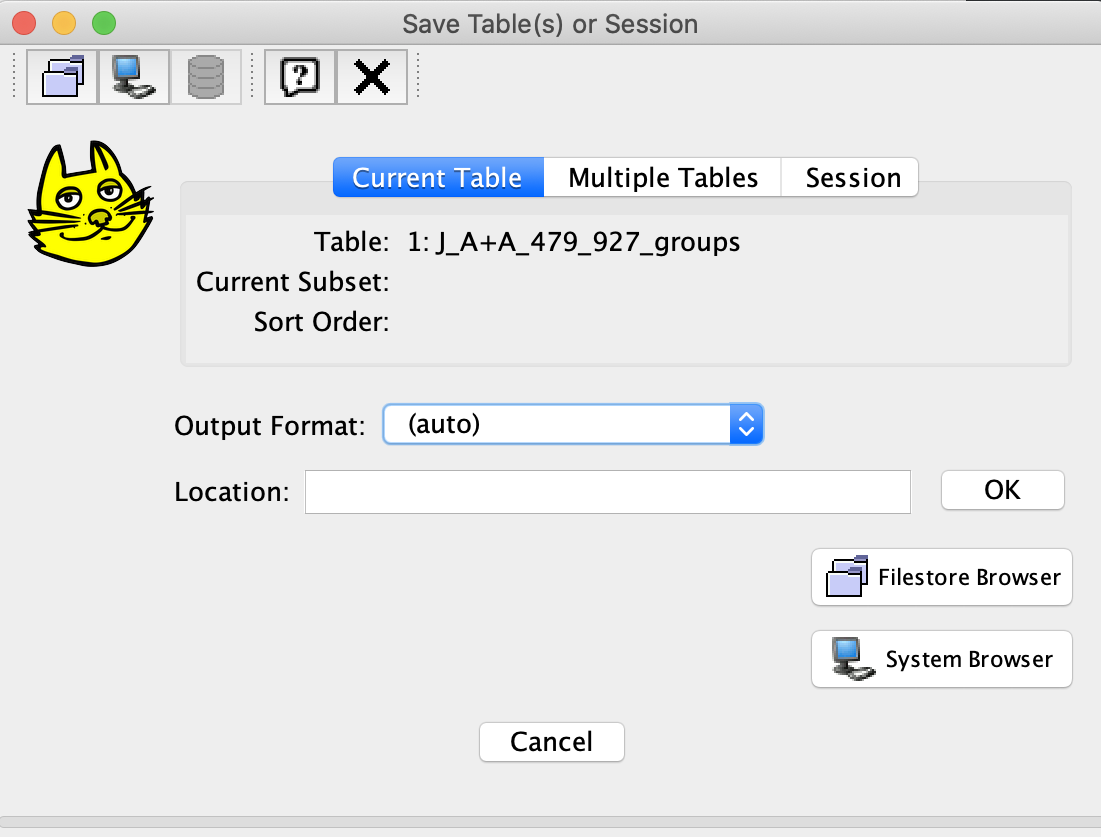 Save Table(s) or Session
?
Current Table Multiple Tables Session
Table: 1: J_A+A_479_927_groups
Current Subset:
Sort Order:
Output Format: (auto)
Location: OK
Filestore Browser
System Browser
Cancel